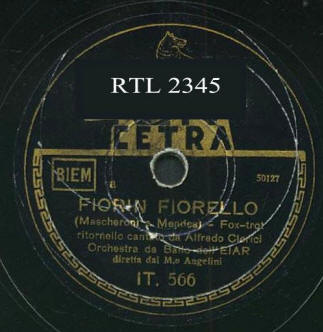 RTL 2345
CETRA
BIEM
B
50127
FIORIN FIORELLO
(Mascheroni - Mendes) - Fox-trot
ritornello cantato da Alfredo Clerici
Orchestra da Ballo dell'EIAR
diretta dal M.o Angelini
IT. 566